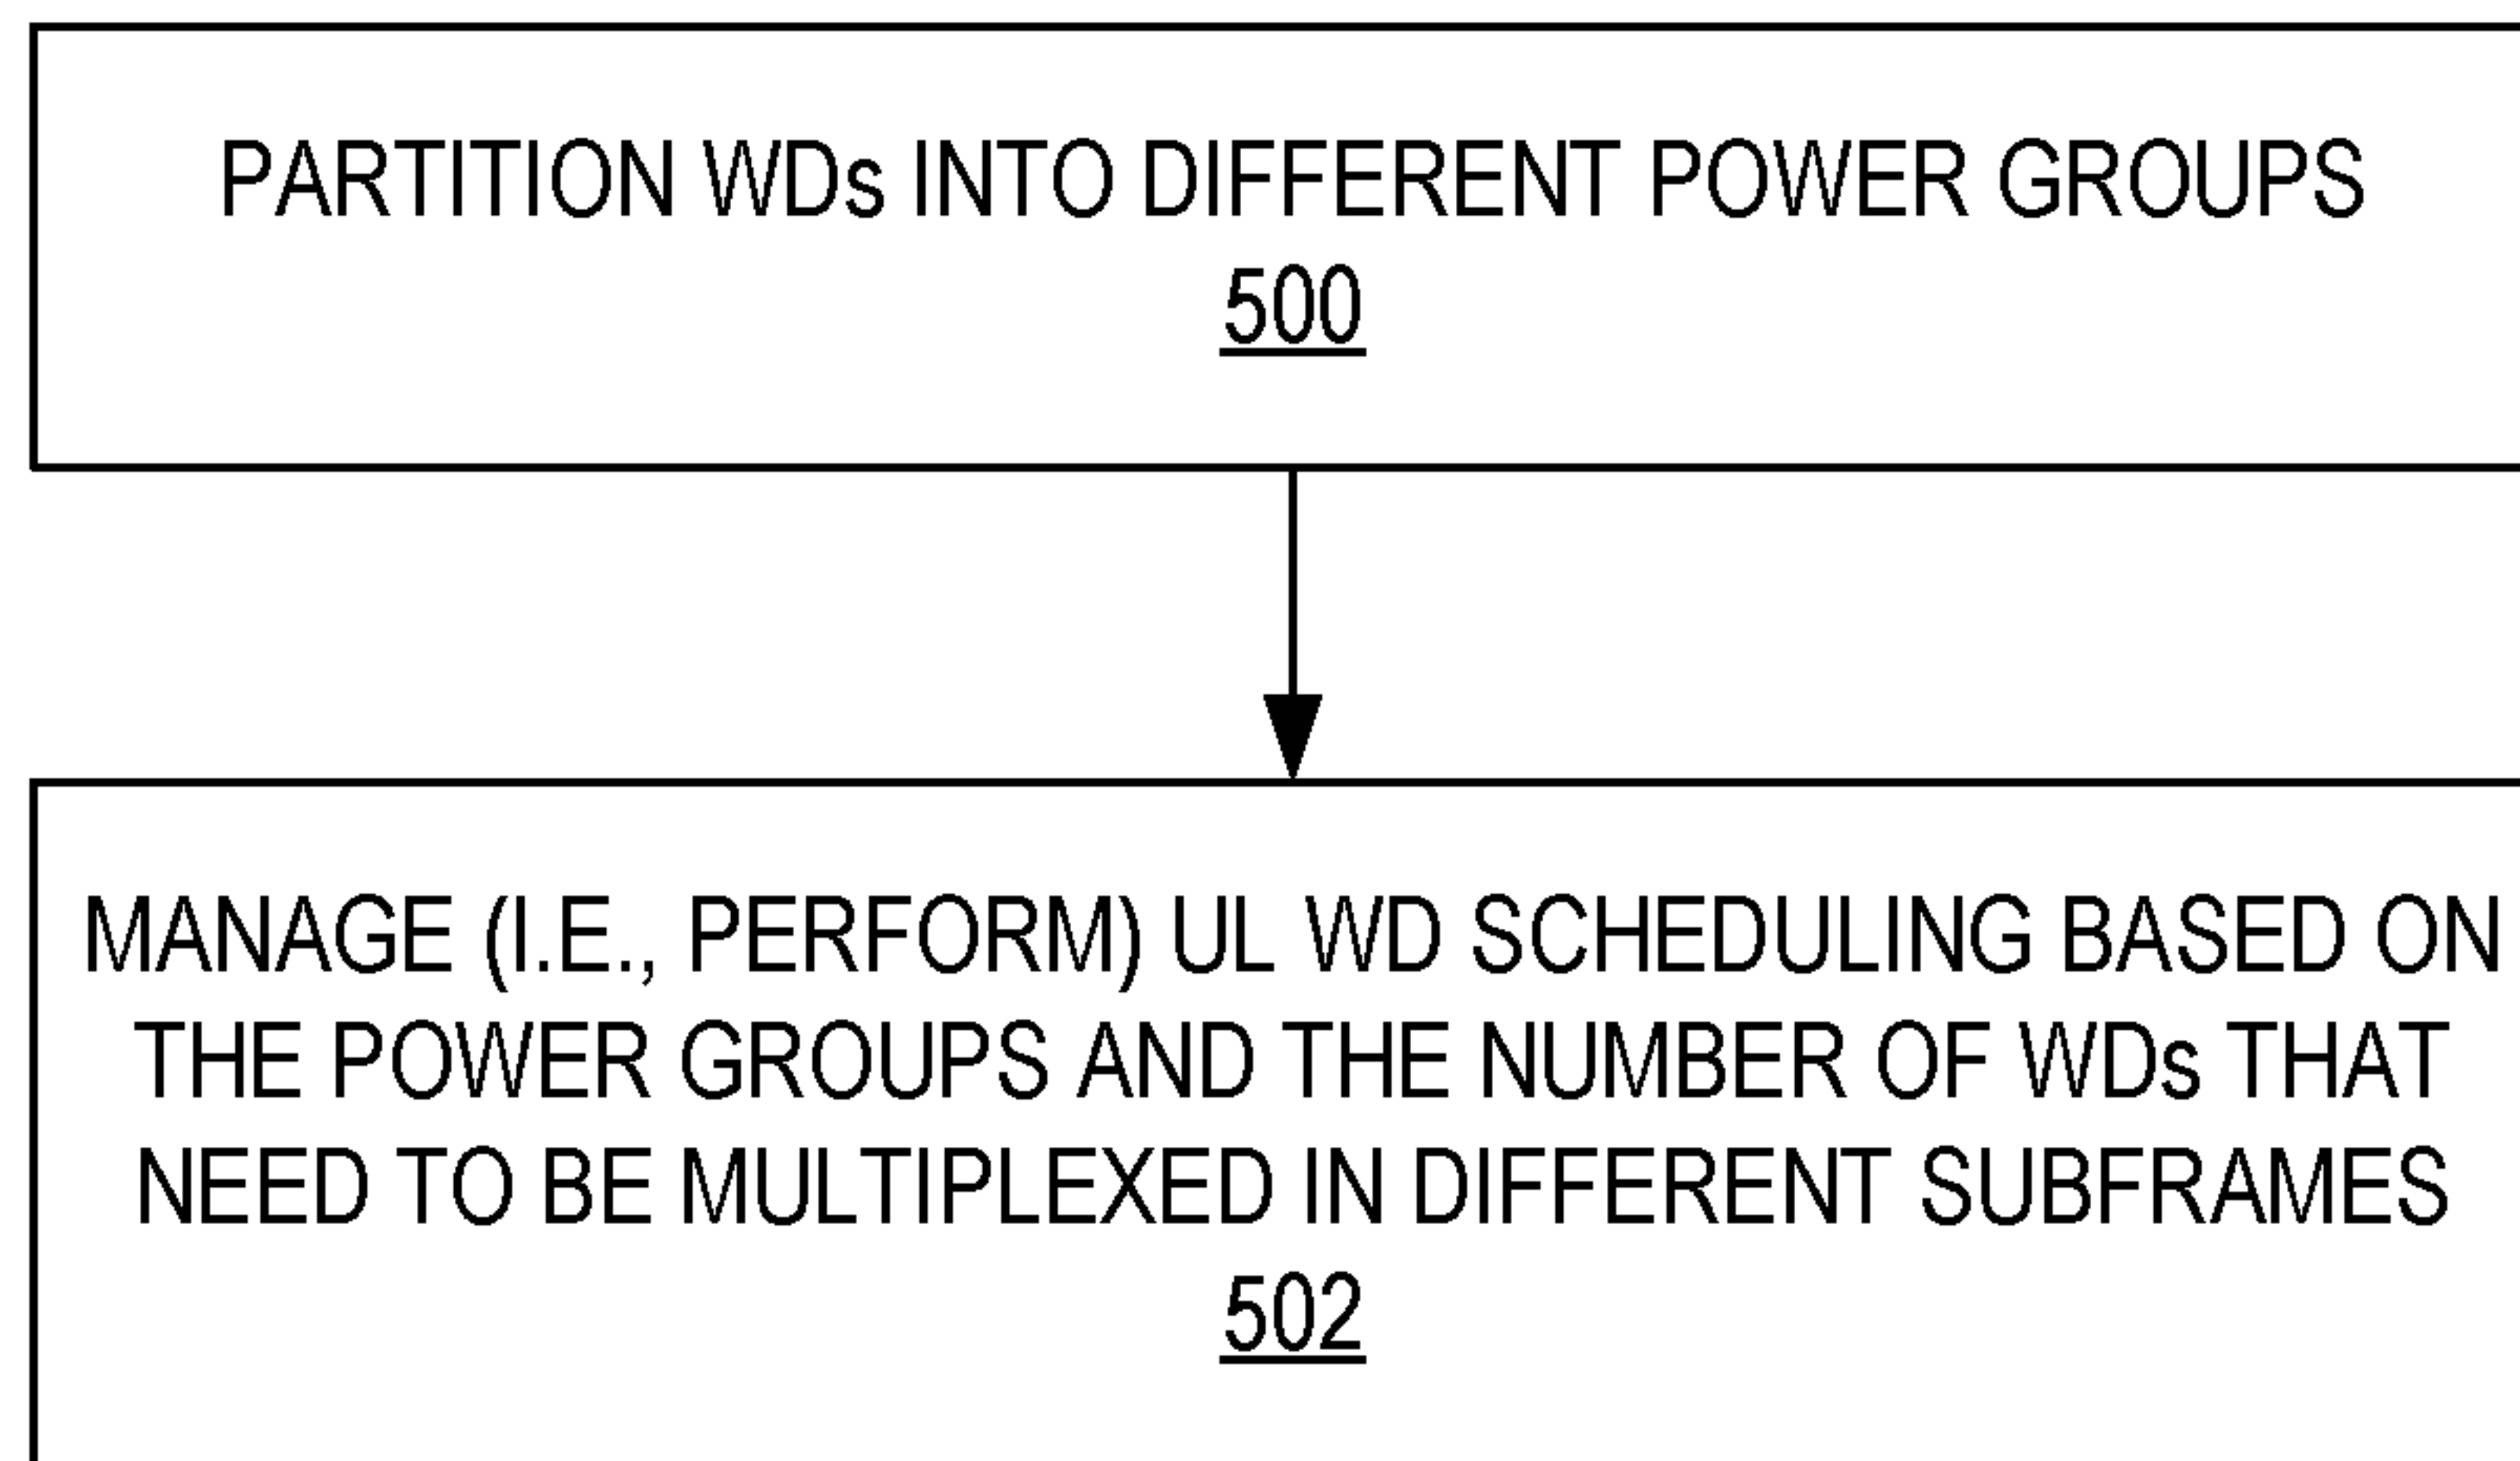 PARTITION WDs INTO DIFFERENT POWER GROUPS
500
MANAGE (I.E., PERFORM) UL WD SCHEDULING BASED ON
THE POWER GROUPS AND THE NUMBER OF WDs THAT
NEED TO BE MULTIPLEXED IN DIFFERENT SUBFRAMES
502